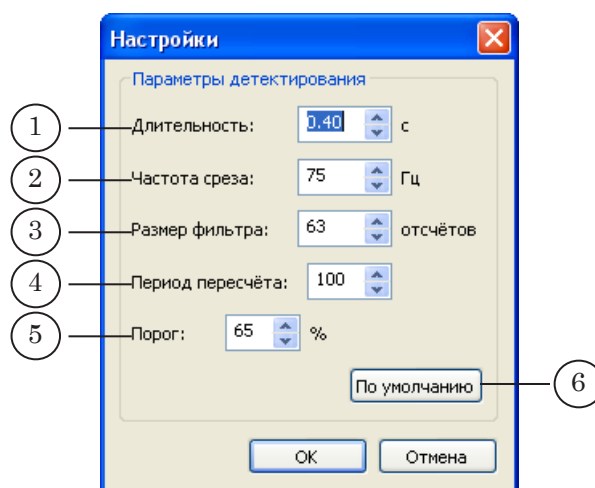 Настройки
Параметры детектирования
1 Длительность: 0.40 с
2 Частота среза: 75 Гц
3 Размер фильтра: 63 отсчётов
4 Период пересчёта: 100
5 Порог: 65 %
По умолчанию 6
ОК Отмена